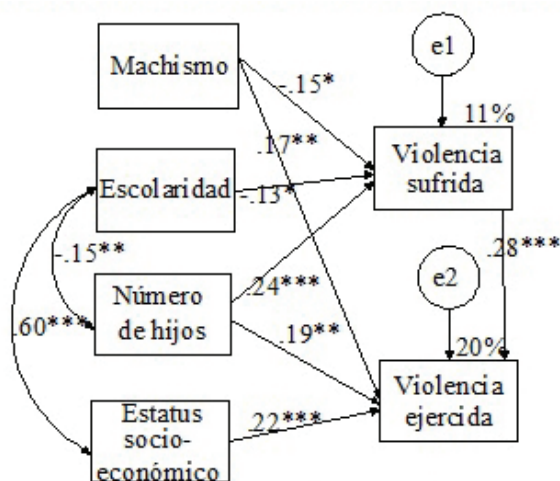 e1
Machismo
-.15*
11%
.17**
Violencia
sufrida
Escolaridad
-.13*
-.15**
.28***
e2
Número
de hijos
.24***
.60***
.19**
20%
Violencia
ejercida
Estatus
socio-
económico
.22***